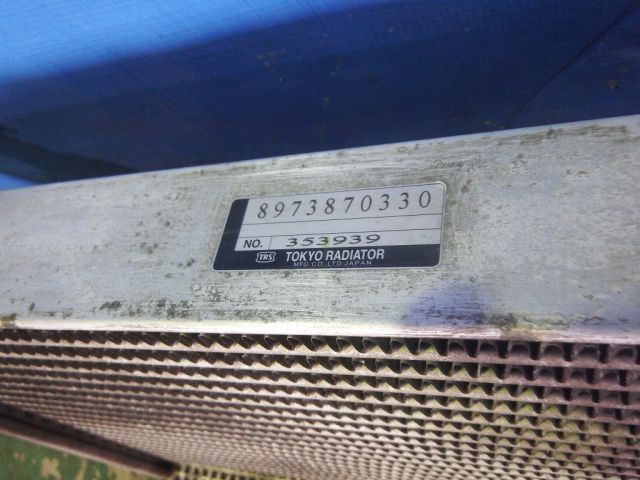 8973870330
NO. 353939
TRS TOKYO RADIATOR
MFG.CO.,LTD.JAPAN